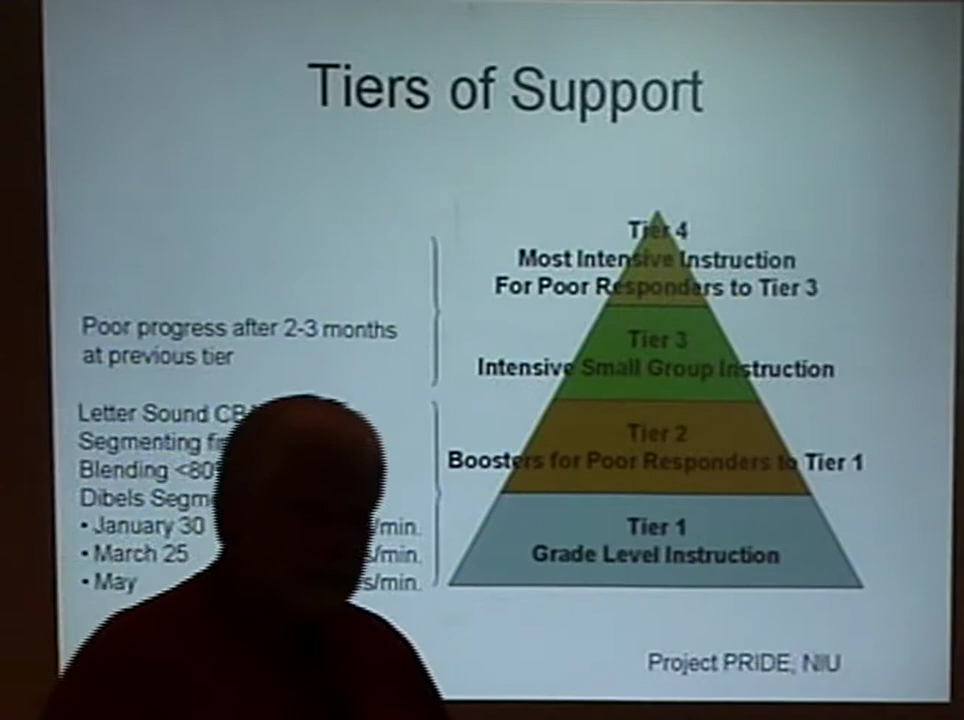 Tiers of Support
Poor progress after 2-3 months
at previous tier
Letter Sound
Segmenting
Blending
Dibels
• January 30 /min.
• March 25 /min.
• May s/min.
Tier 4
Most Intensive Instruction
For Poor Responders to Tier 3
Tier 3
Intensive Small Group Instruction
Tier 2
Boosters for Poor Responders to Tier 1
Tier 1
Grade Level Instruction
Project PRIDE, NIU